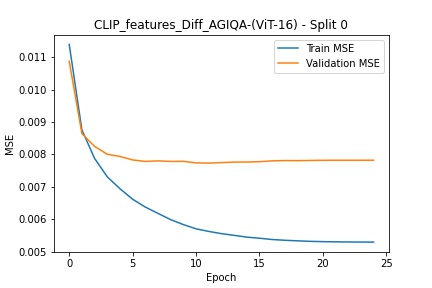 CLIP_features_Diff_AGIQA-(ViT-16) - Split 0
Train MSE
Validation MSE
MSE
0.011
0.010
0.009
0.008
0.007
0.006
0.005
0 5 10 15 20 25
Epoch